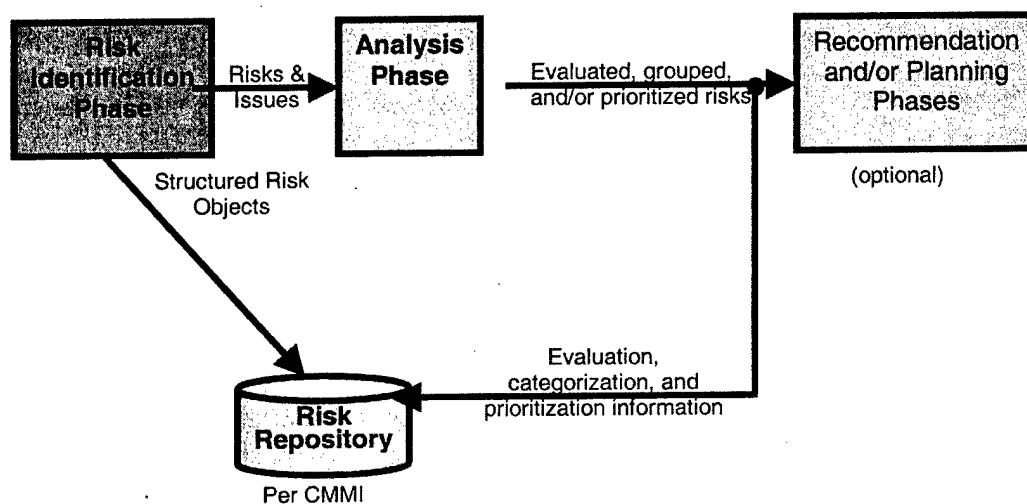 Risk
Identification
Phase
Risks &
Issues
Analysis
Phase
Evaluated, grouped,
and/or prioritized risks
Recommendation
and/or Planning
Phases
(optional)
Structured Risk
Objects
Evaluation,
categorization, and
prioritization information
Risk
Repository
Per CMMI